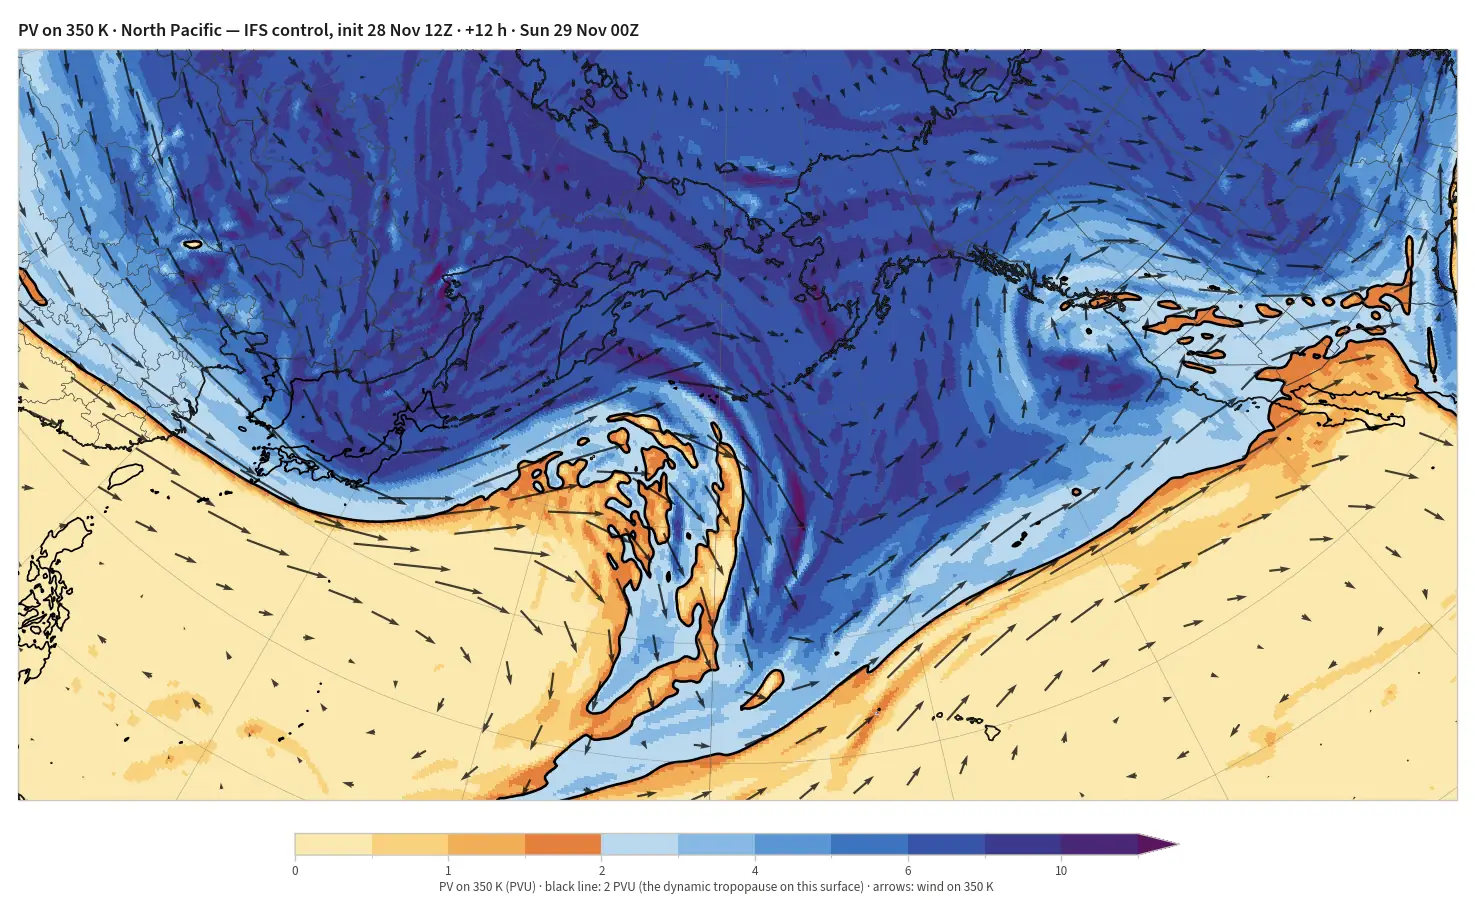 PV on 350 K · North Pacific — IFS control, init 28 Nov 12Z · +12 h · Sun 29 Nov 00Z
0 1 2 4 6 10
PV on 350 K (PVU) · black line: 2 PVU (the dynamic tropopause on this surface) · arrows: wind on 350 K